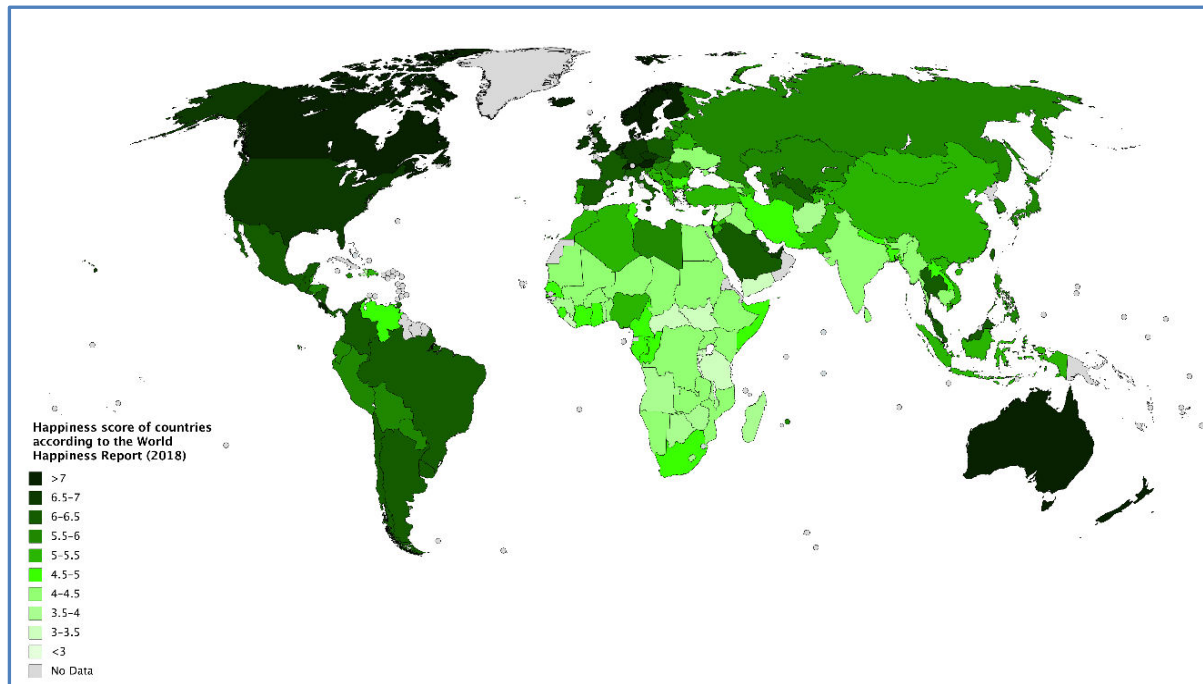 Happiness score of countries
according to the World
Happiness Report (2018)
>7
6.5-7
6-6.5
5.5-6
5-5.5
4.5-5
4-4.5
3.5-4
3-3.5
<3
No Data